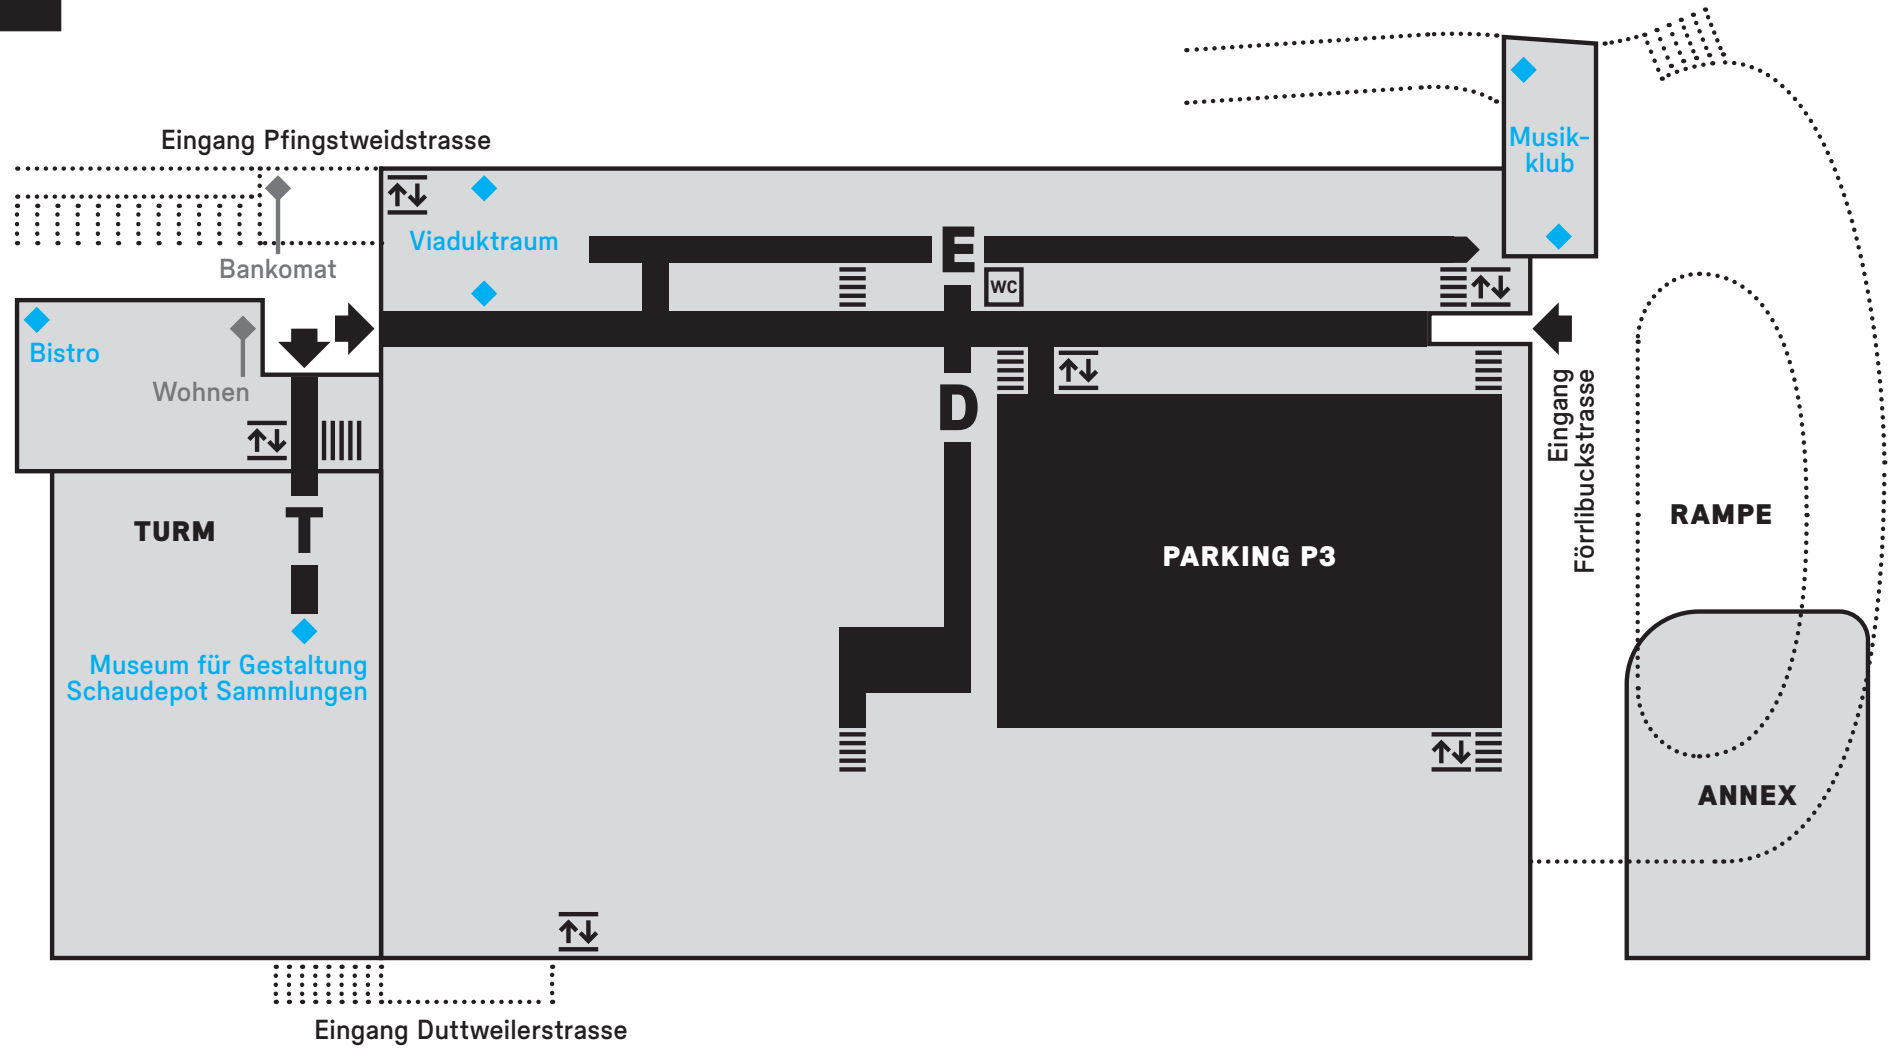 Eingang Pfingstweidstrasse
Musik-
klub
Viaduktraum
E
Bankomat
WC
Bistro
Wohnen
D
Eingang
Förrlibuckstrasse
TURM
T
PARKING P3
RAMPE
Museum für Gestaltung
Schaudepot Sammlungen
ANNEX
Eingang Duttweilerstrasse